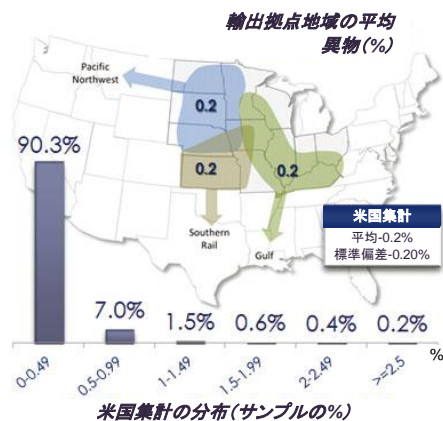 輸出拠点地域の平均
異物(%)
Pacific
Northwest
0.2
0.2
0.2
Southern
Rail
Gulf
米国集計
平均-0.2%
標準偏差-0.20%
90.3%
7.0%
1.5%
0.6%
0.4%
0.2%
%
0-0.49
0.5-0.99
1-1.49
1.5-1.99
2-2.49
>=2.5
米国集計の分布(サンプルの%)